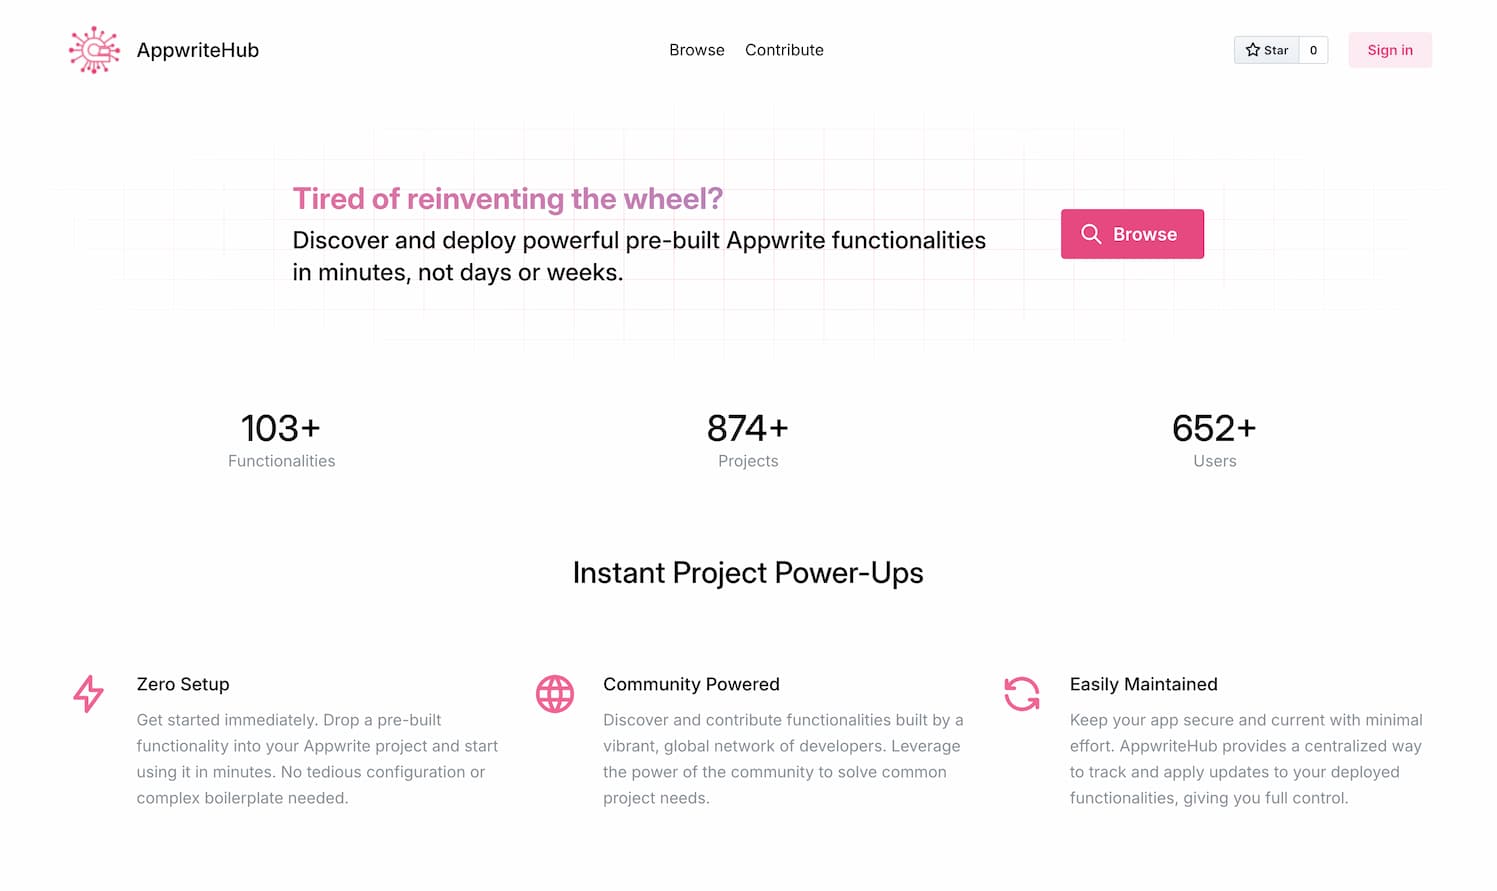 AppwriteHub
Browse
Contribute
Star
0
Sign in
Tired of reinventing the wheel?
Discover and deploy powerful pre-built Appwrite functionalities
in minutes, not days or weeks.
Browse
103+
Functionalities
874+
Projects
652+
Users
Instant Project Power-Ups
Zero Setup
Get started immediately. Drop a pre-built
functionality into your Appwrite project and start
using it in minutes. No tedious configuration or
complex boilerplate needed.
Community Powered
Discover and contribute functionalities built by a
vibrant, global network of developers. Leverage
the power of the community to solve common
project needs.
Easily Maintained
Keep your app secure and current with minimal
effort. AppwriteHub provides a centralized way
to track and apply updates to your deployed
functionalities, giving you full control.